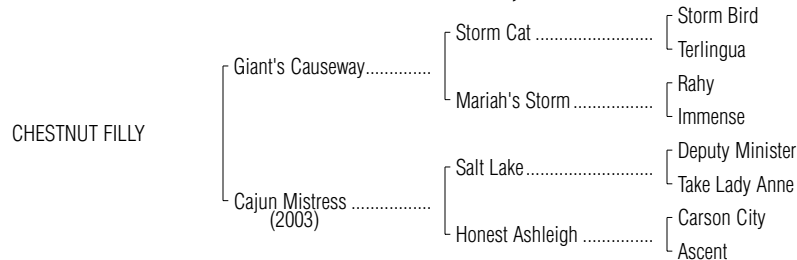 Storm Bird
Storm Cat ........................
Terlingua
Giant's Causeway..............
Rahy
Mariah's Storm .................
Immense
CHESTNUT FILLY
Deputy Minister
Salt Lake...........................
Take Lady Anne
Cajun Mistress .................
(2003)
Carson City
Honest Ashleigh ...............
Ascent